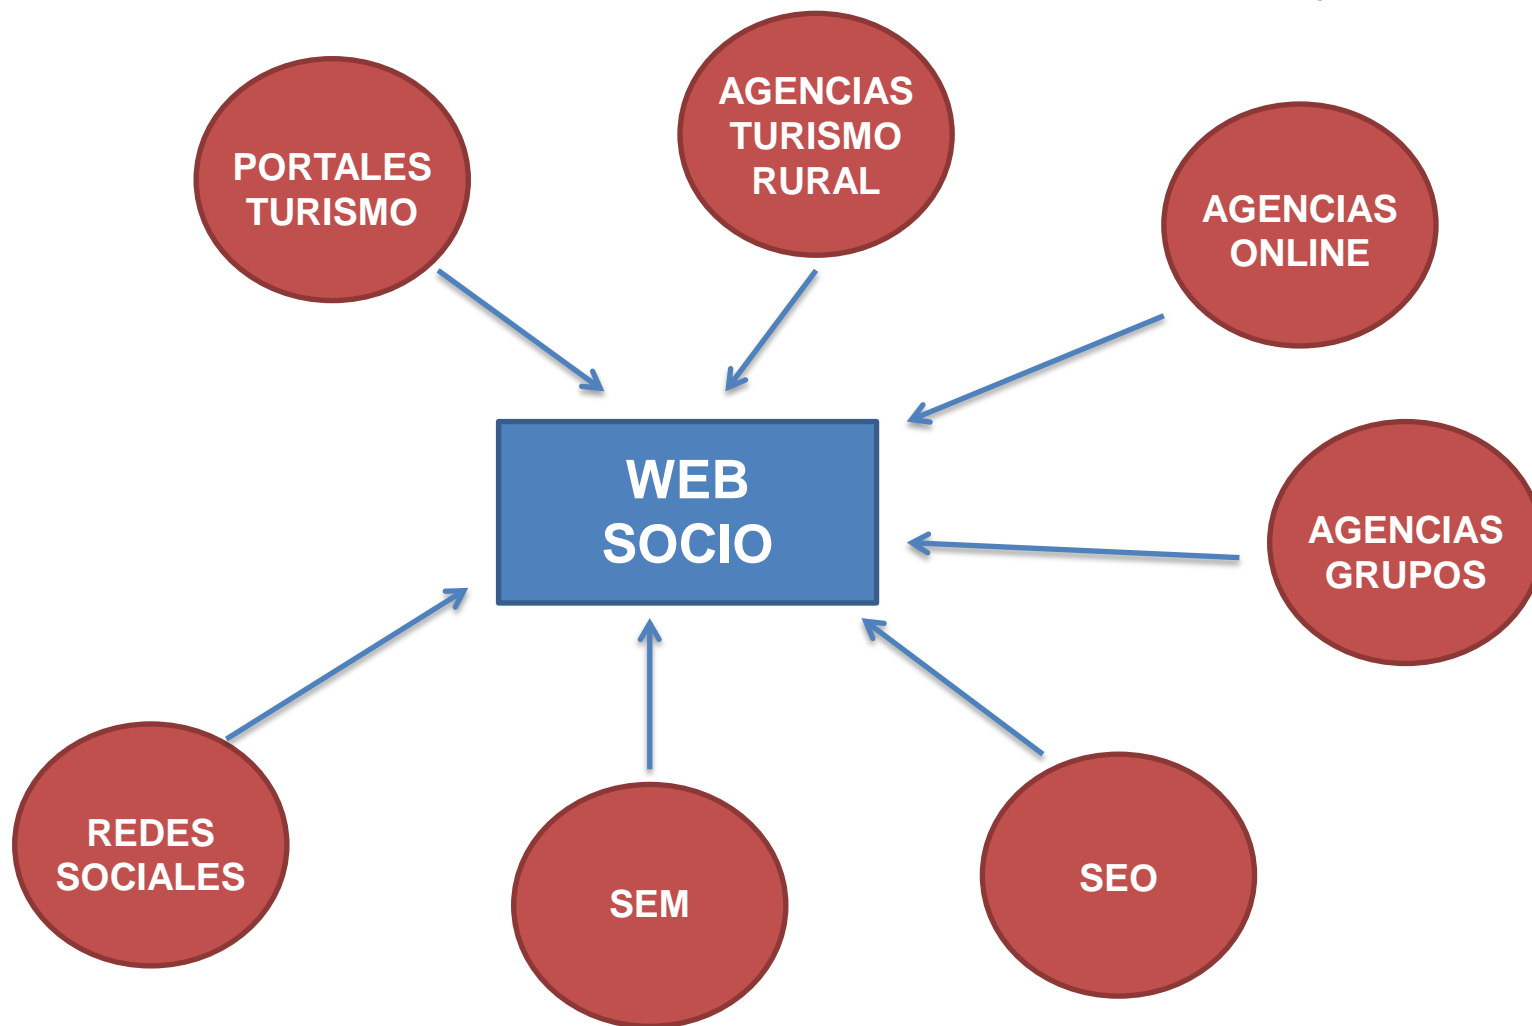 AGENCIAS
TURISMO
RURAL
PORTALES
TURISMO
AGENCIAS
ONLINE
WEB
SOCIO
AGENCIAS
GRUPOS
REDES
SOCIALES
SEM
SEO